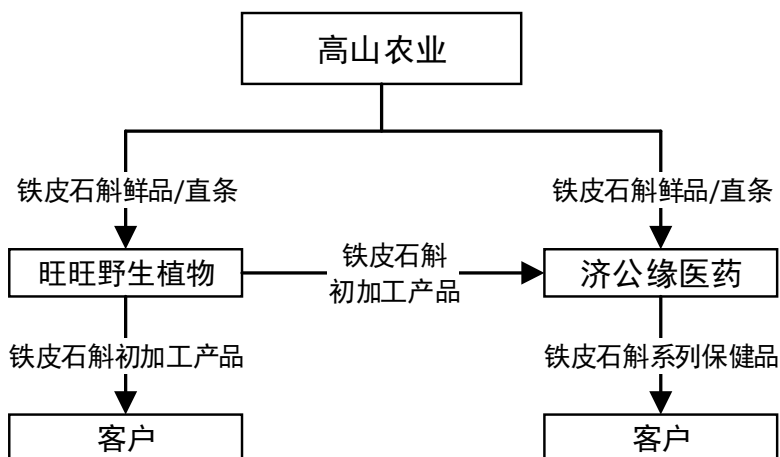 高山农业
铁皮石斛鲜品/直条
铁皮石斛鲜品/直条
旺旺野生植物
铁皮石斛
初加工产品
济公缘医药
铁皮石斛初加工产品
铁皮石斛系列保健品
客户
客户